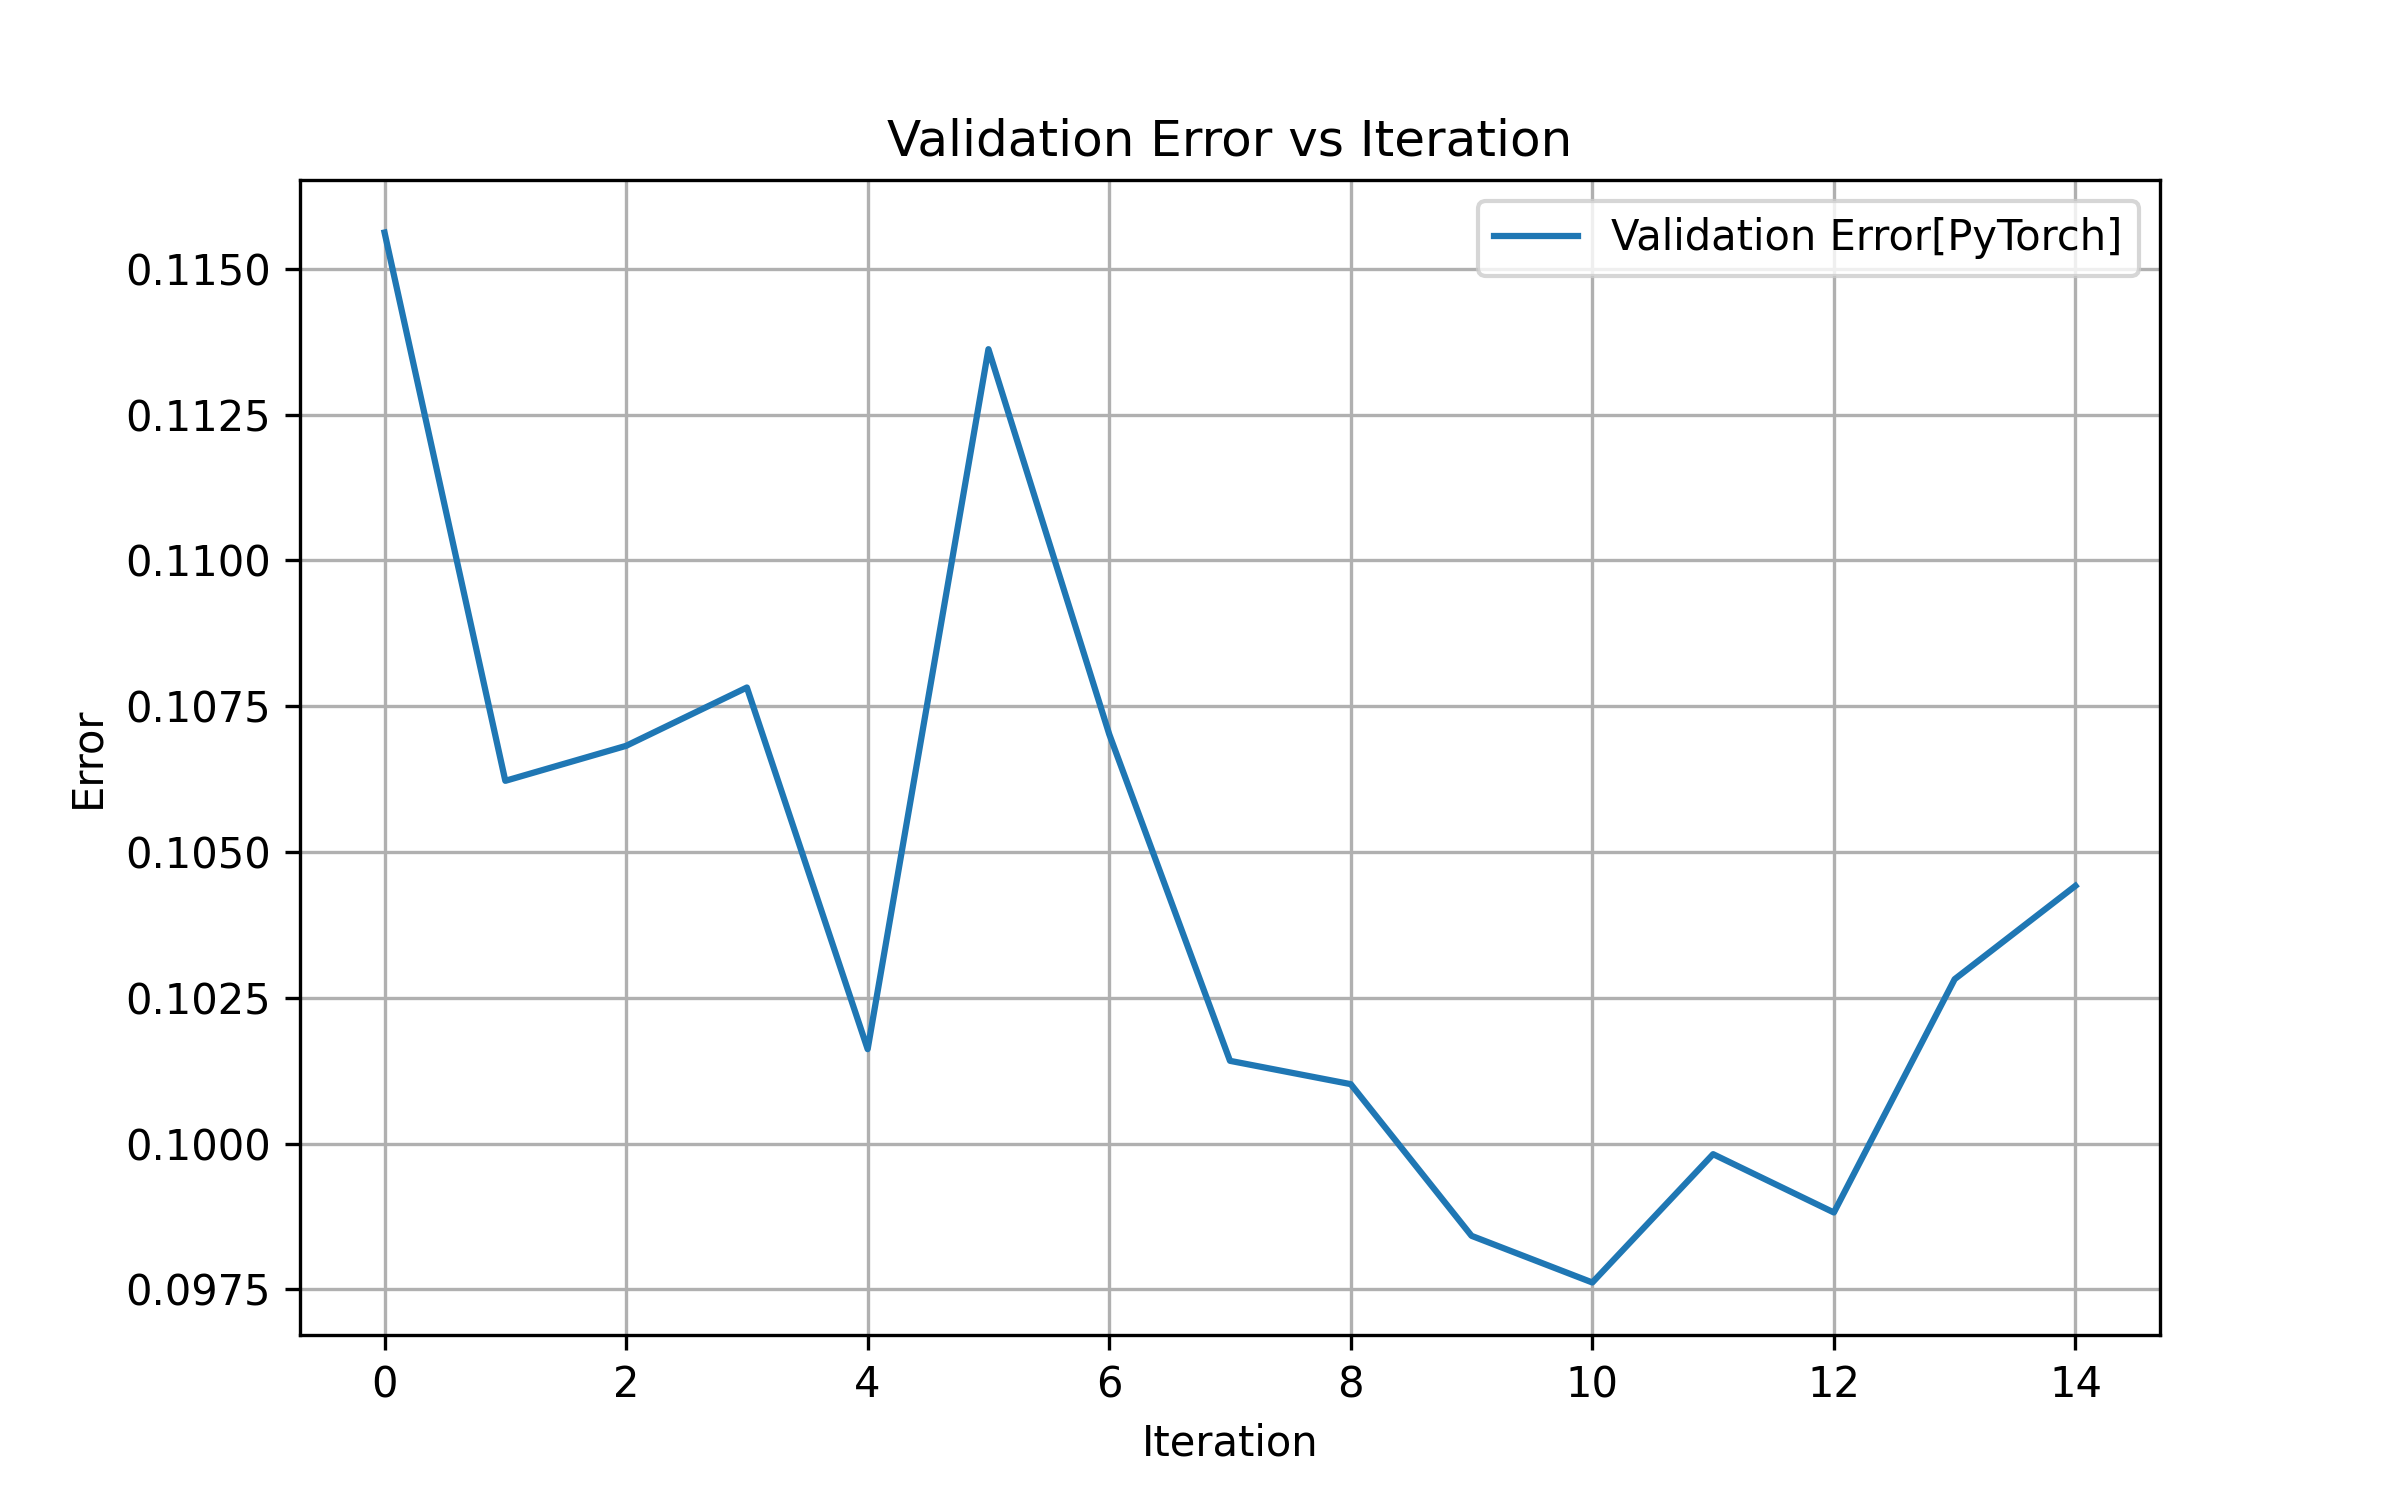 Validation Error vs Iteration
Validation Error[PyTorch]
0.1150
0.1125
0.1100
0.1075
0.1050
0.1025
0.1000
0.0975
Error
0 2 4 6 8 10 12 14
Iteration